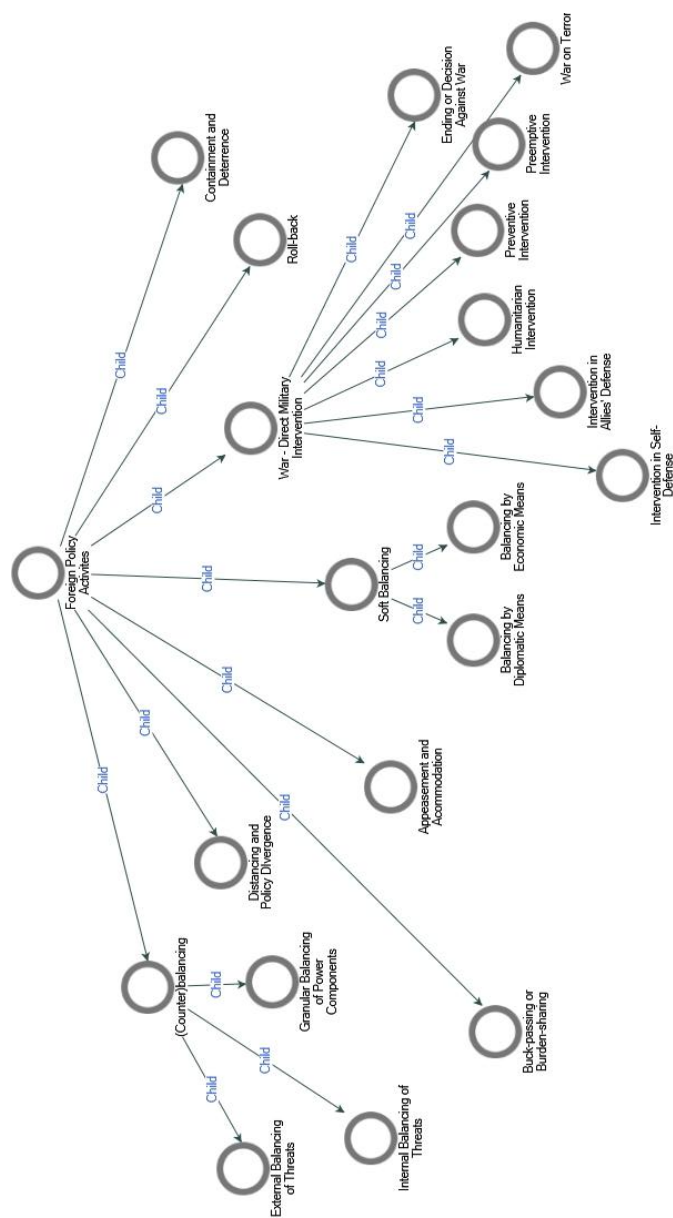 Foreign Policy
Activites
Child
Child
Child
Child
Child
Child
Child
Child
Containment and
Deterrence
Roll-back
War - Direct Military
Intervention
Child
Child
Child
Child
Child
Child
Child
Ending or Decision
Against War
War on Terror
Preemptive
Intervention
Preventive
Intervention
Humanitarian
Intervention
Intervention in
Allies' Defense
Intervention in Self-
Defense
Soft Balancing
Child
Child
Balancing by
Economic Means
Balancing by
Diplomatic Means
Appeasement and
Acommodation
Buck-passing or
Burden-sharing
Distancing and
Policy DIvergence
(Counter)balancing
Child
Child
Child
Granular Balancing
of Power
Components
Internal Balancing of
Threats
External Balancing
of Threats